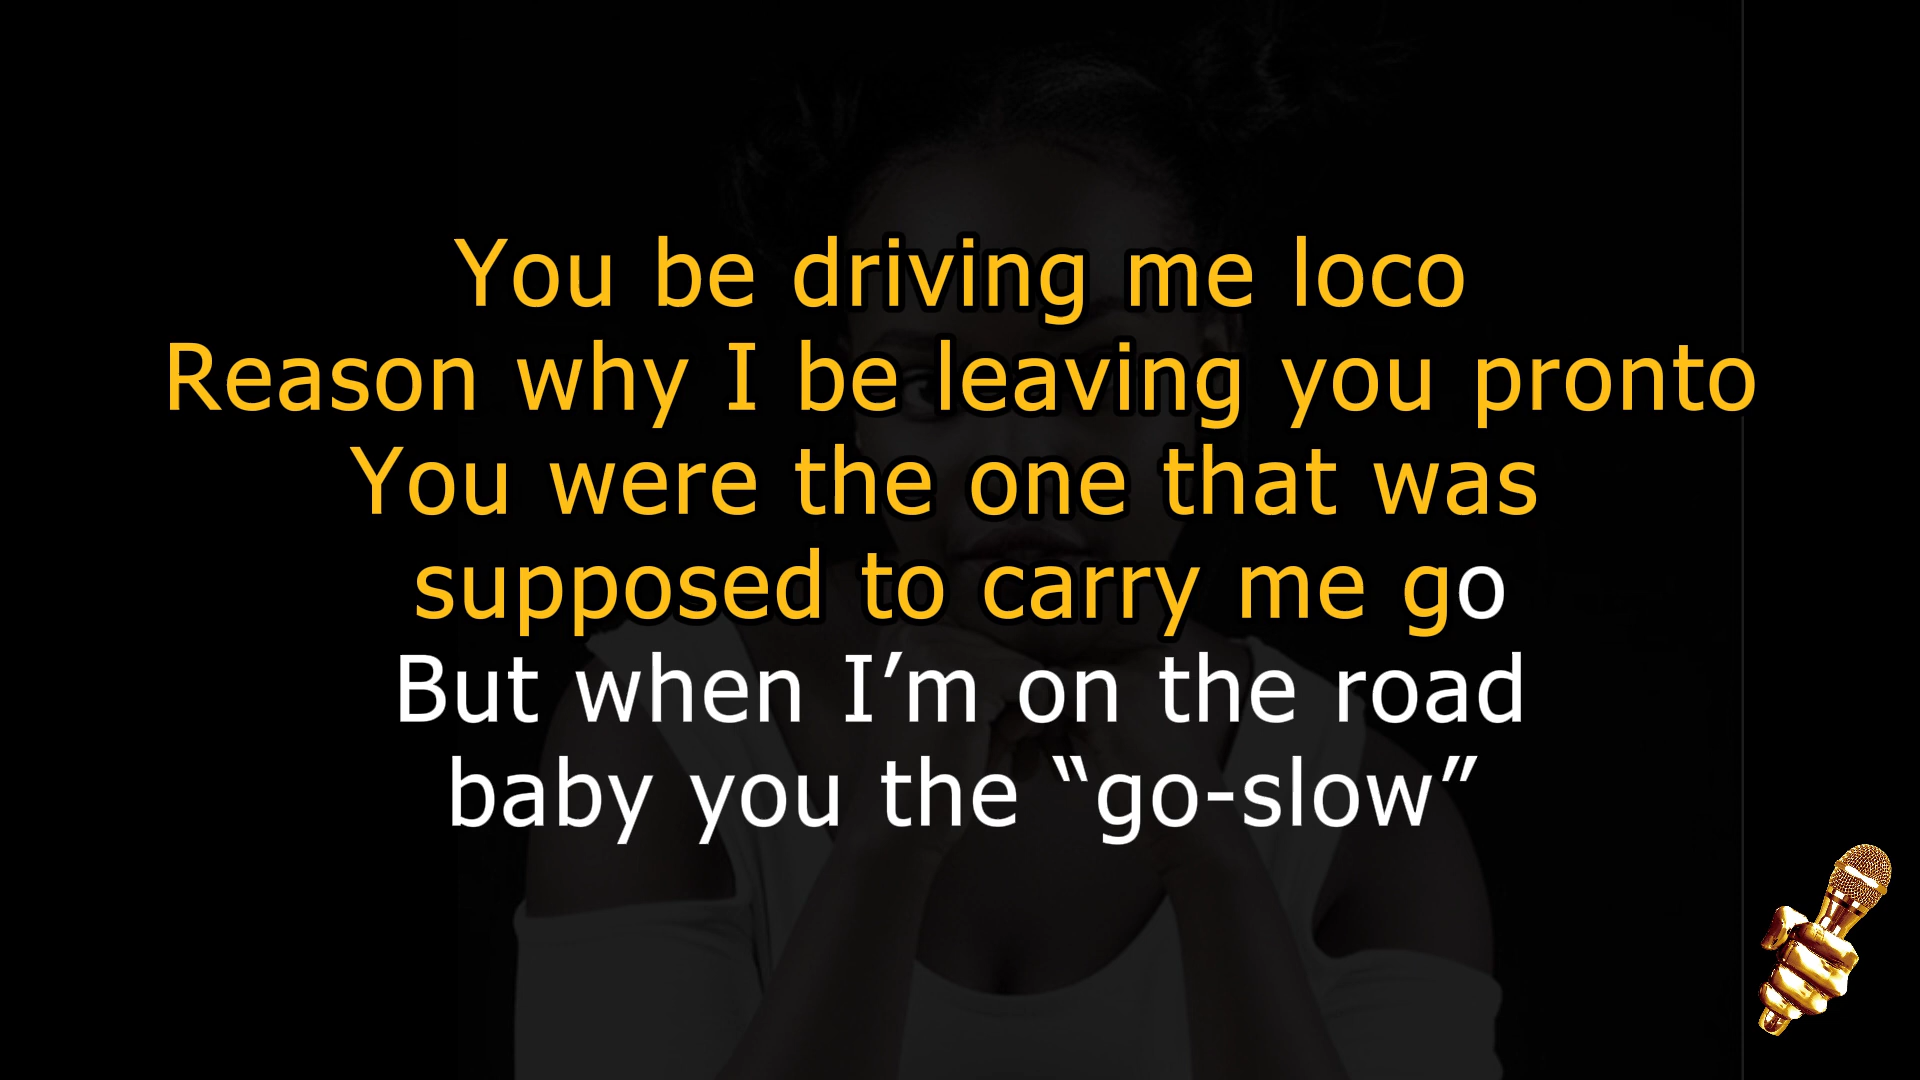 You be driving me loco
Reason why I be leaving you pronto
You were the one that was
supposed to carry me go
But when I’m on the road
baby you the “go-slow”